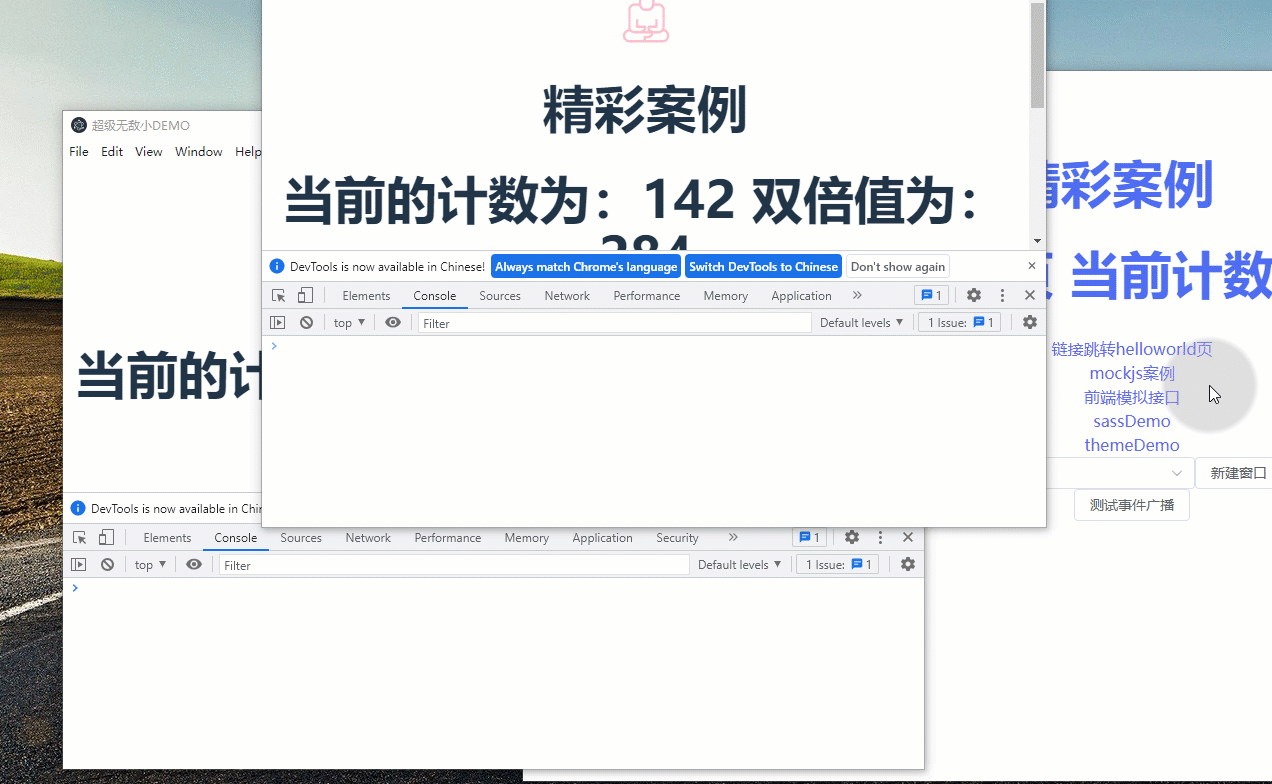 精彩案例
当前的计数为：142 双倍值为：
284
DevTools is now available in Chinese!
Always match Chrome's language
Switch DevTools to Chinese
Don't show again
Elements Console Sources Network Performance Memory Application
1
top
Filter
Default levels
1 Issue: 1
超级无敌小DEMO
File Edit View Window Help
当前的计
DevTools is now available in Chin
Elements Console Sources Network Performance Memory Application Security
1
top
Filter
Default levels
1 Issue: 1
精彩案例
页 当前计数
链接跳转helloworld页
mockjs案例
前端模拟接口
sassDemo
themeDemo
新建窗口
测试事件广播